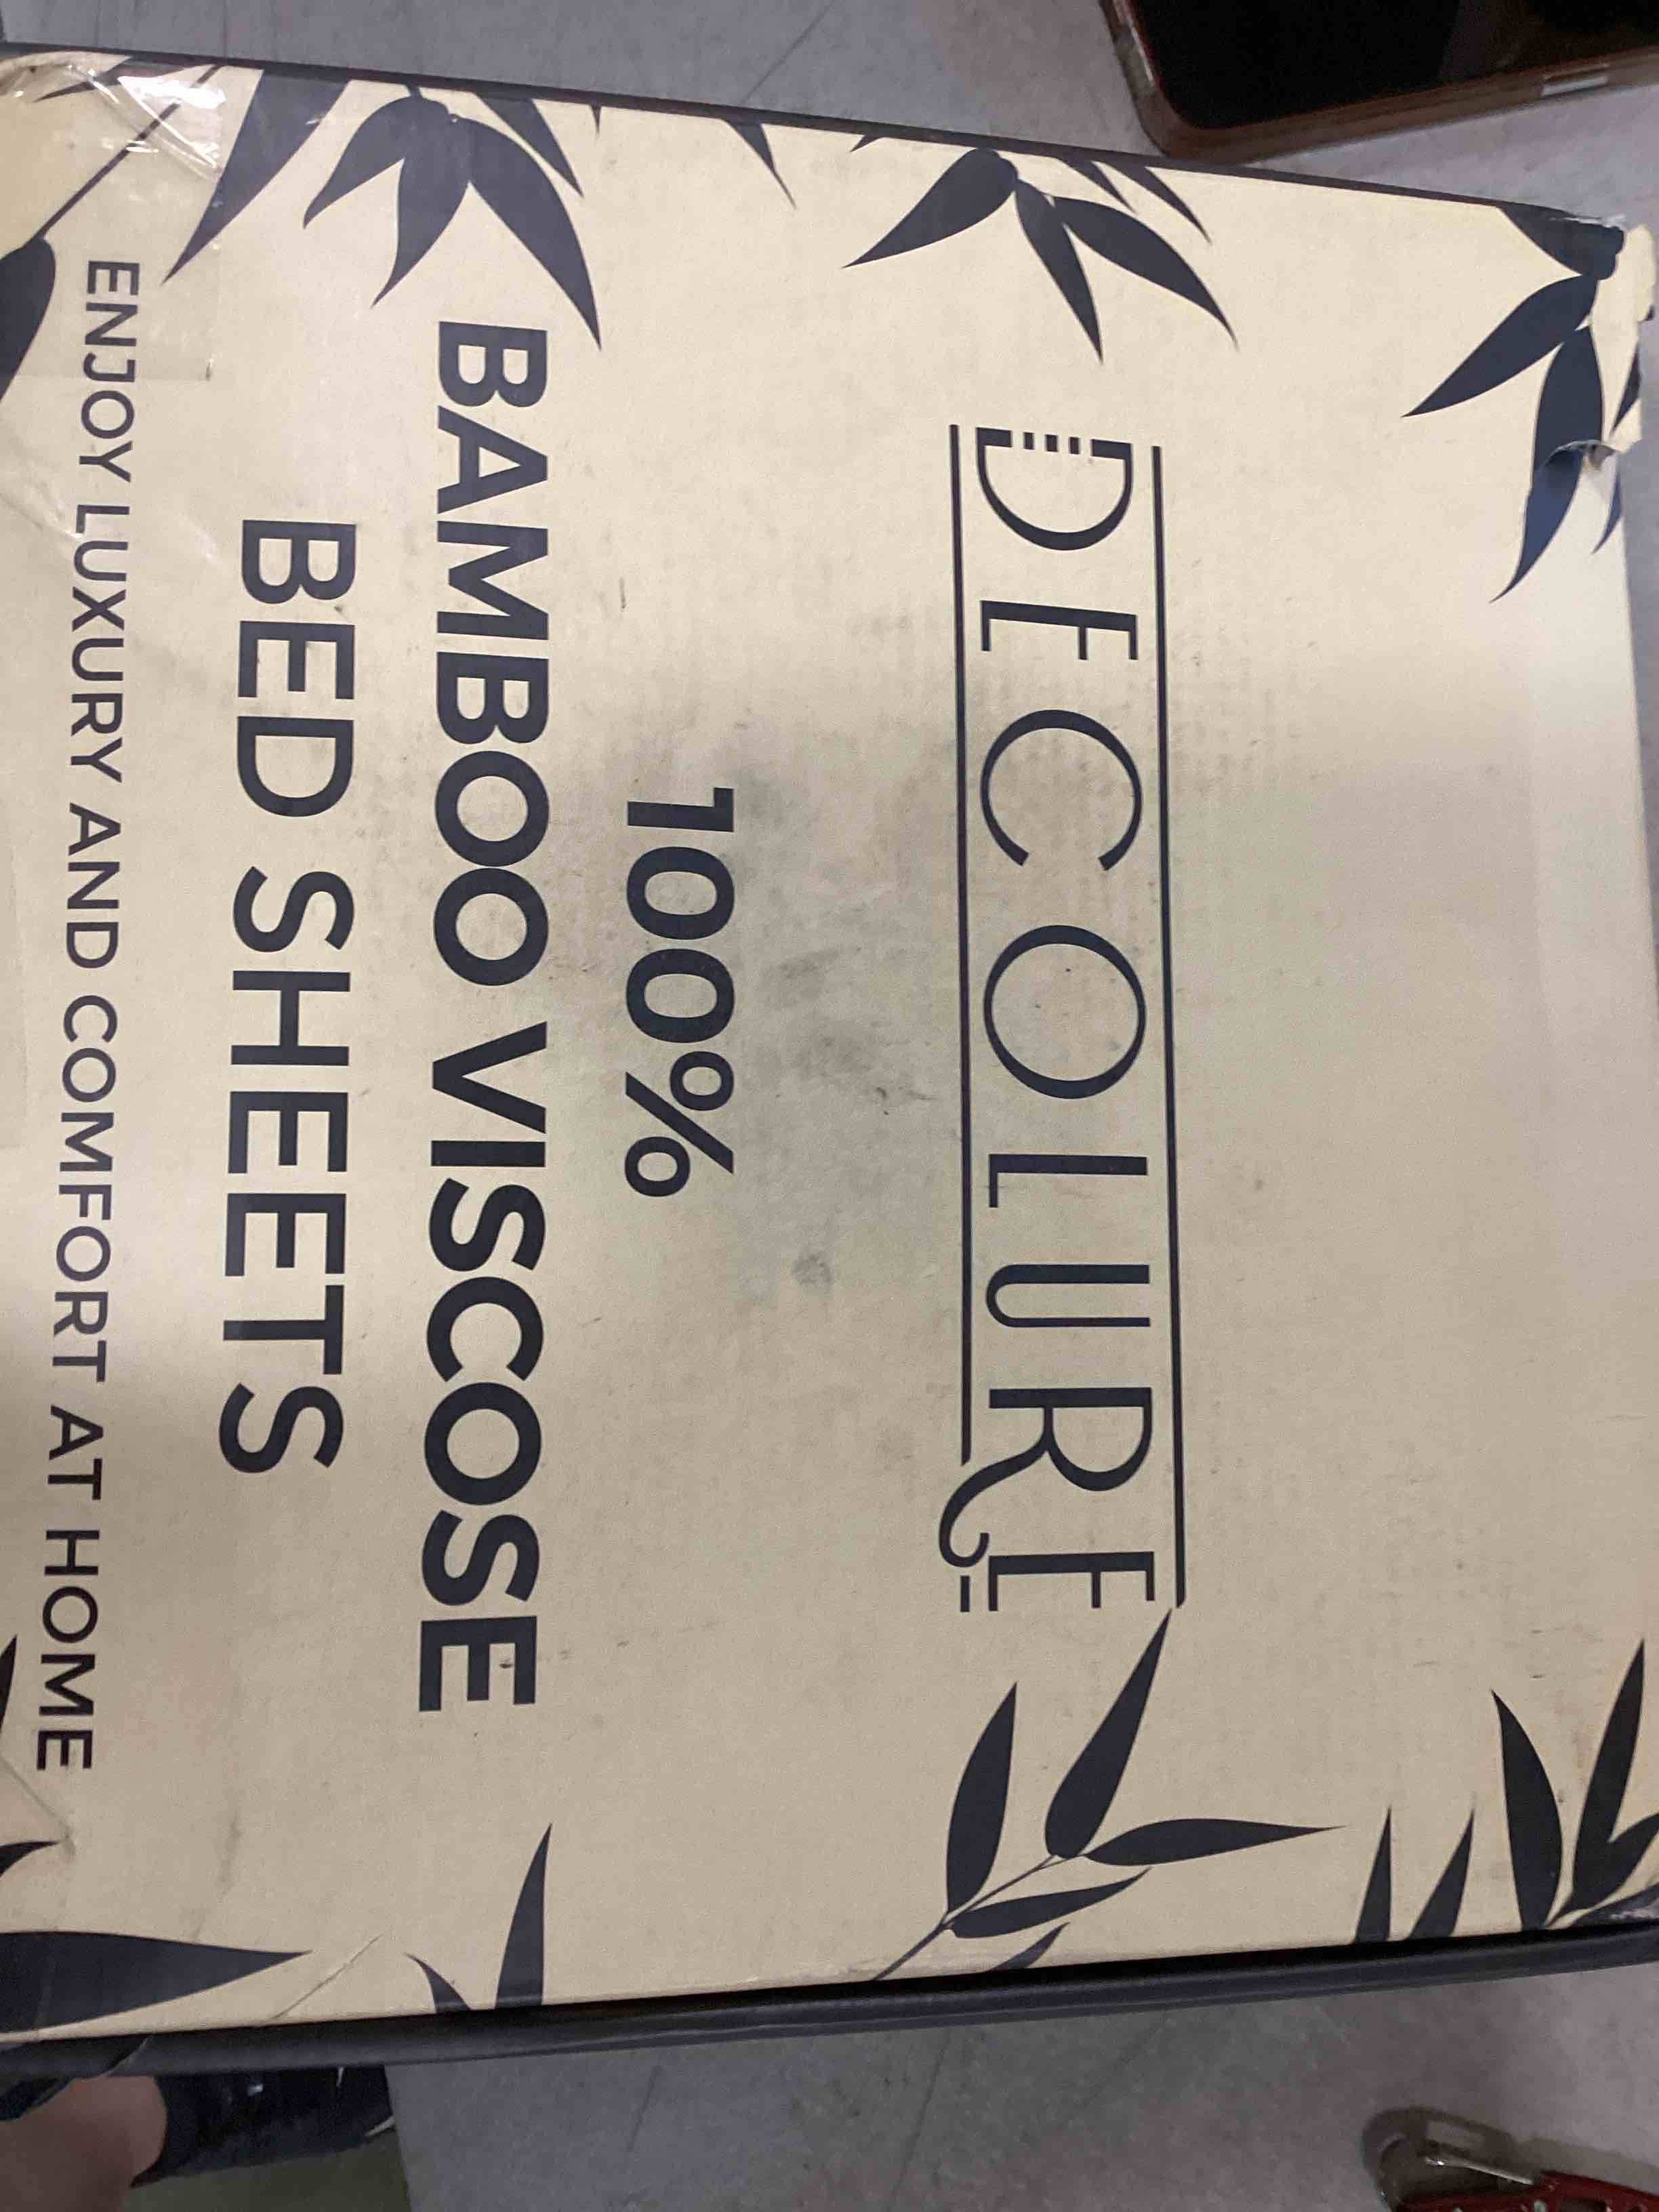 DECOLURE
100%
BAMBOO VISCOSE
BED SHEETS
ENJOY LUXURY AND COMFORT AT HOME